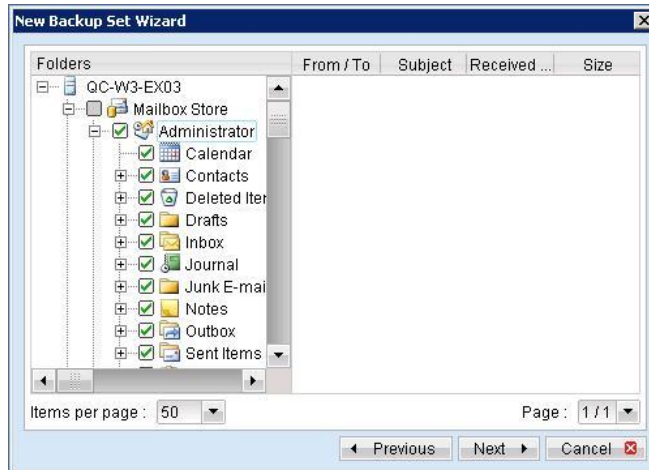 New Backup Set Wizard
Folders From / To Subject Received ... Size
QC-W3-EX03
Mailbox Store
Administrator
Calendar
Contacts
Deleted Iter
Drafts
Inbox
Journal
Junk E-mai
Notes
Outbox
Sent Items
Items per page : 50 Page : 1 / 1
Previous Next Cancel